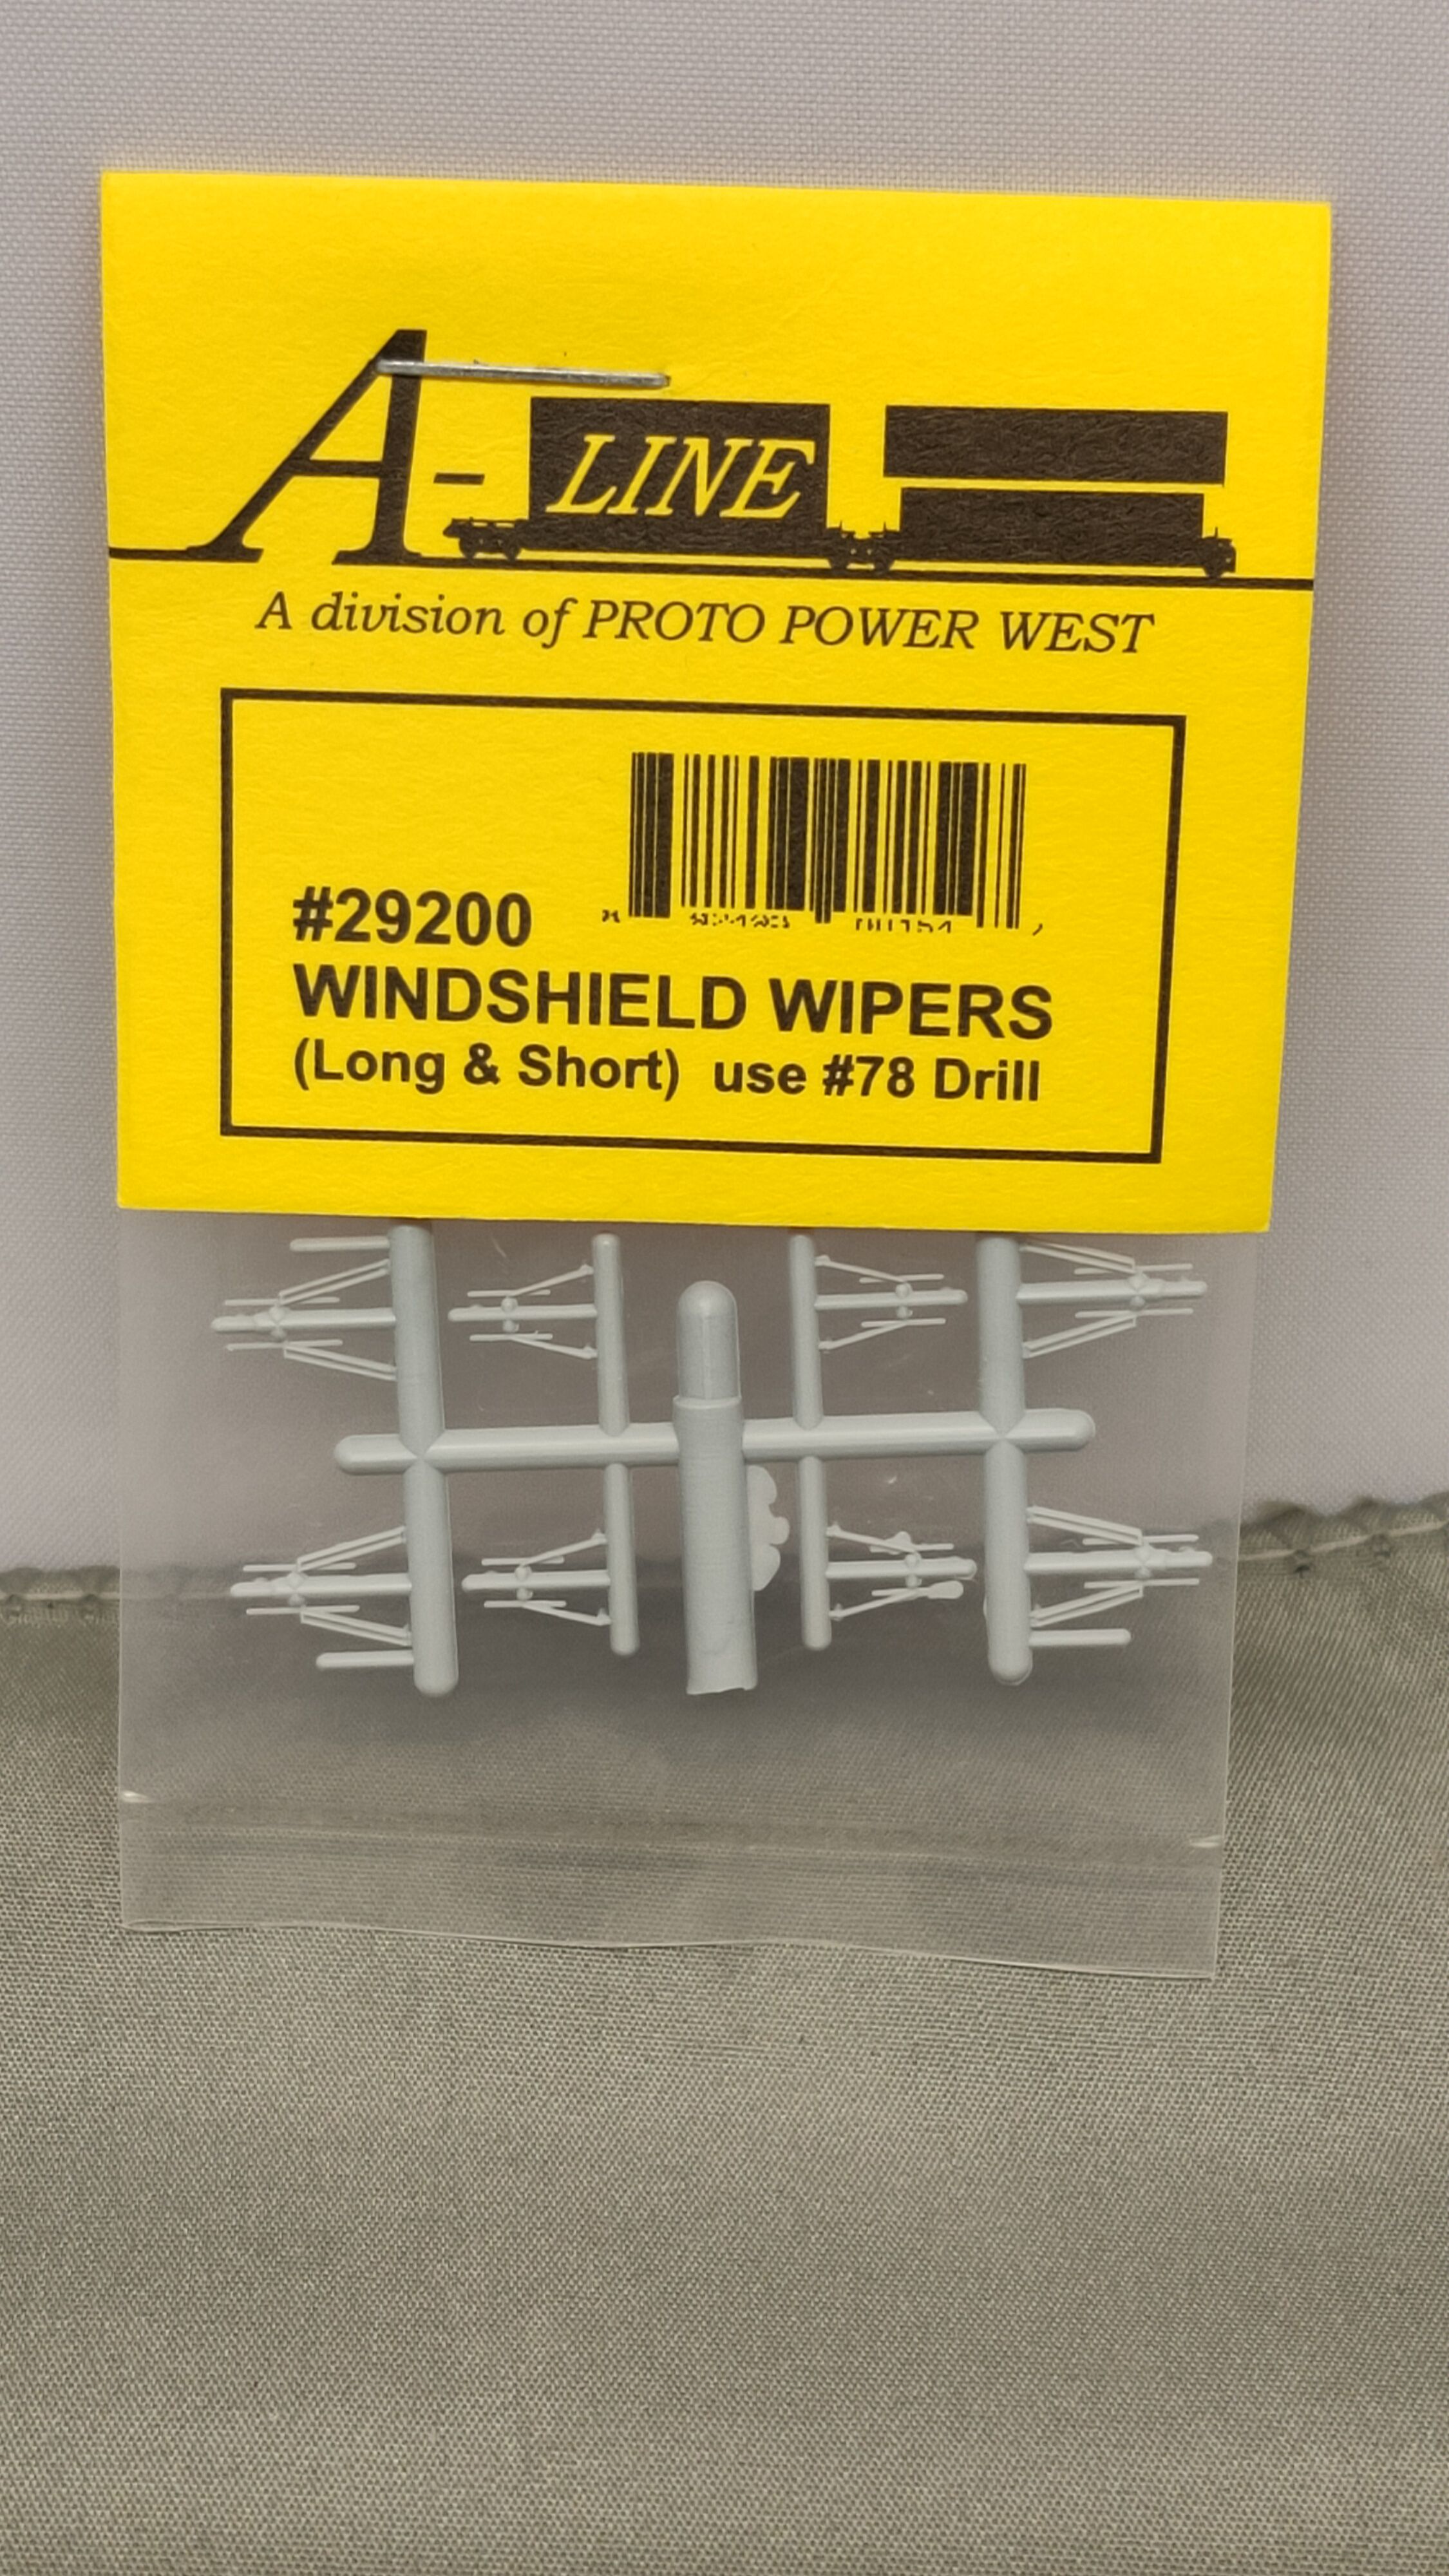 A-LINE
A division of PROTO POWER WEST
#29200
WINDSHIELD WIPERS
(Long & Short) use #78 Drill